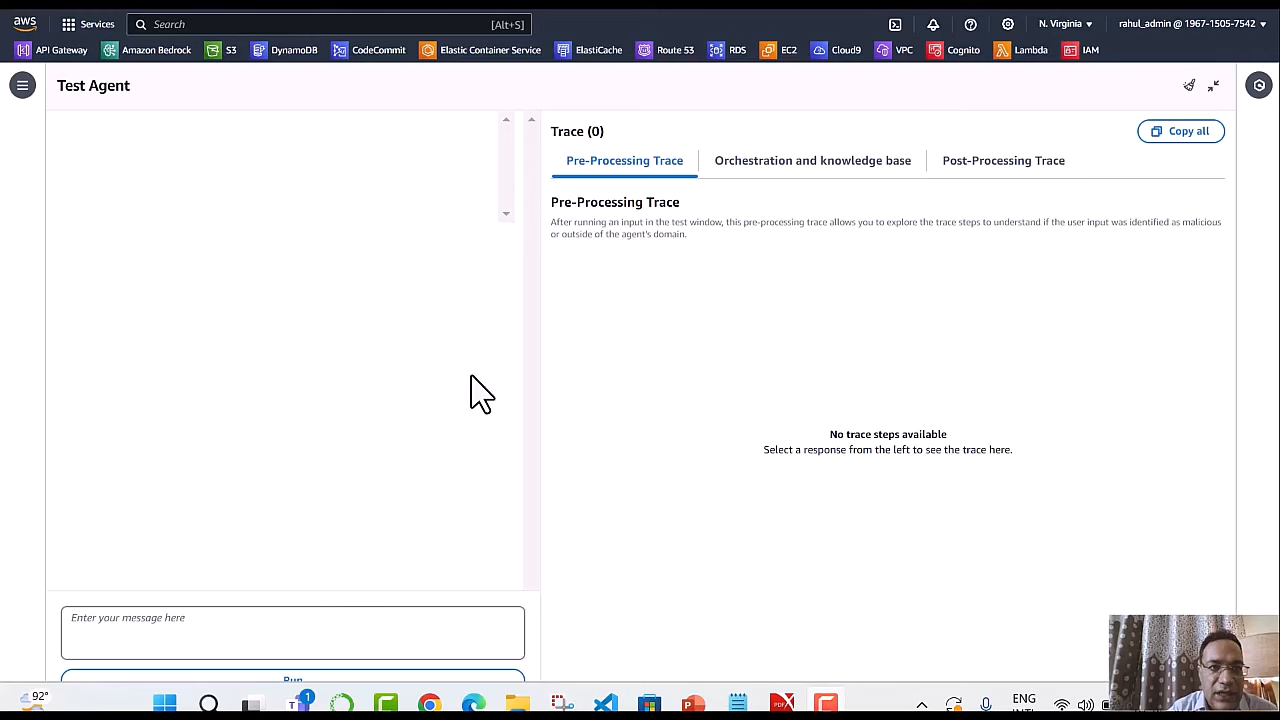 aws
Services
Search
[Alt+S]
N. Virginia
rahul_admin @ 1967-1505-7542
API Gateway
Amazon Bedrock
S3
DynamoDB
CodeCommit
Elastic Container Service
ElastiCache
Route 53
RDS
EC2
Cloud9
VPC
Cognito
Lambda
IAM
Test Agent
Trace (0)
Copy all
Pre-Processing Trace
Orchestration and knowledge base
Post-Processing Trace
Pre-Processing Trace
After running an input in the test window, this pre-processing trace allows you to explore the trace steps to understand if the user input was identified as malicious
or outside of the agent's domain.
No trace steps available
Select a response from the left to see the trace here.
Enter your message here
Run
92°
1
ENG